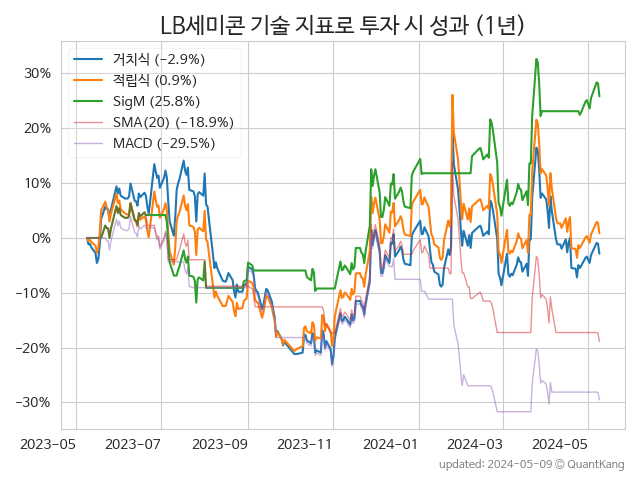 LB세미콘 기술 지표로 투자 시 성과 (1년)
거치식 (−2.9%)
적립식 (0.9%)
SigM (25.8%)
SMA(20) (−18.9%)
MACD (−29.5%)
30%
20%
10%
0%
−10%
−20%
−30%
2023-05 2023-07 2023-09 2023-11 2024-01 2024-03 2024-05
updated: 2024-05-09 © QuantKang